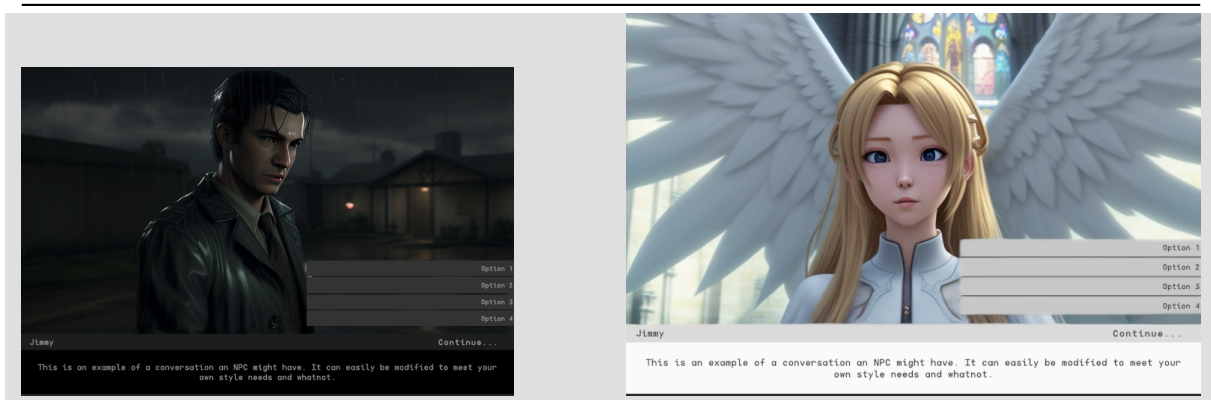 Option 1
Option 2
Option 3
Option 4
Jimmy
Continue...
This is an example of a conversation an NPC might have. It can easily be modified to meet your
own style needs and whatnot.
Option 1
Option 2
Option 3
Option 4
Jimmy
Continue...
This is an example of a conversation an NPC might have. It can easily be modified to meet your
own style needs and whatnot.